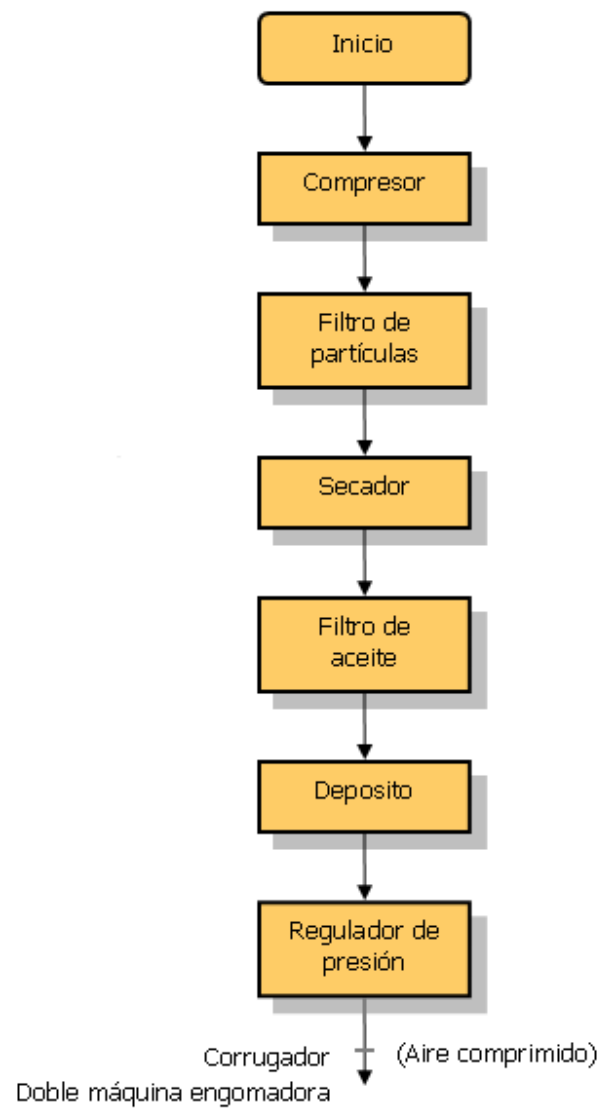 Inicio
Compresor
Filtro de
partículas
Secador
Filtro de
aceite
Deposito
Regulador de
presión
Corrugador
(Aire comprimido)
Doble máquina engomadora